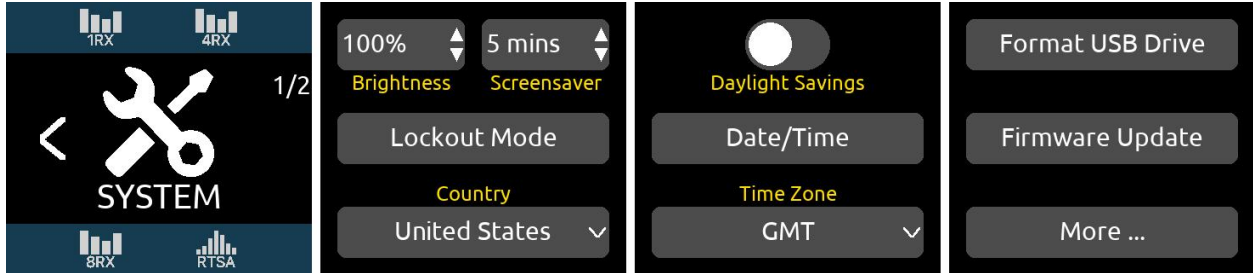 1RX
4RX
1/2
SYSTEM
8RX
RTSA
100%
5 mins
Brightness
Screensaver
Lockout Mode
Country
United States
Daylight Savings
Date/Time
Time Zone
GMT
Format USB Drive
Firmware Update
More ...